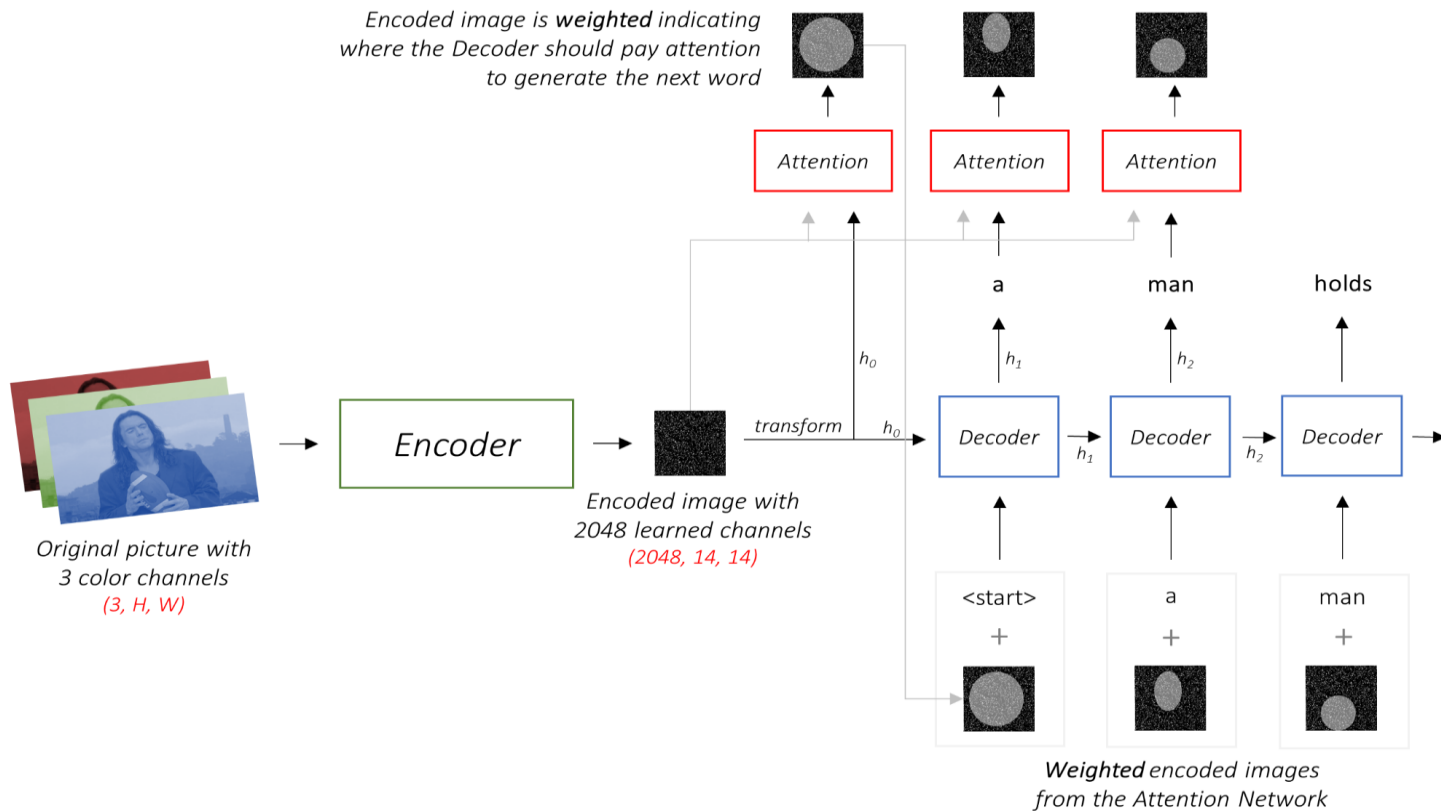 Encoded image is weighted indicating
where the Decoder should pay attention
to generate the next word
Attention
Attention
Attention
a
man
holds
h0
h1
h2
Encoder
transform
h0
Decoder
h1
Decoder
h2
Decoder
Original picture with
3 color channels
(3, H, W)
Encoded image with
2048 learned channels
(2048, 14, 14)
<start>
+
a
+
man
+
Weighted encoded images
from the Attention Network